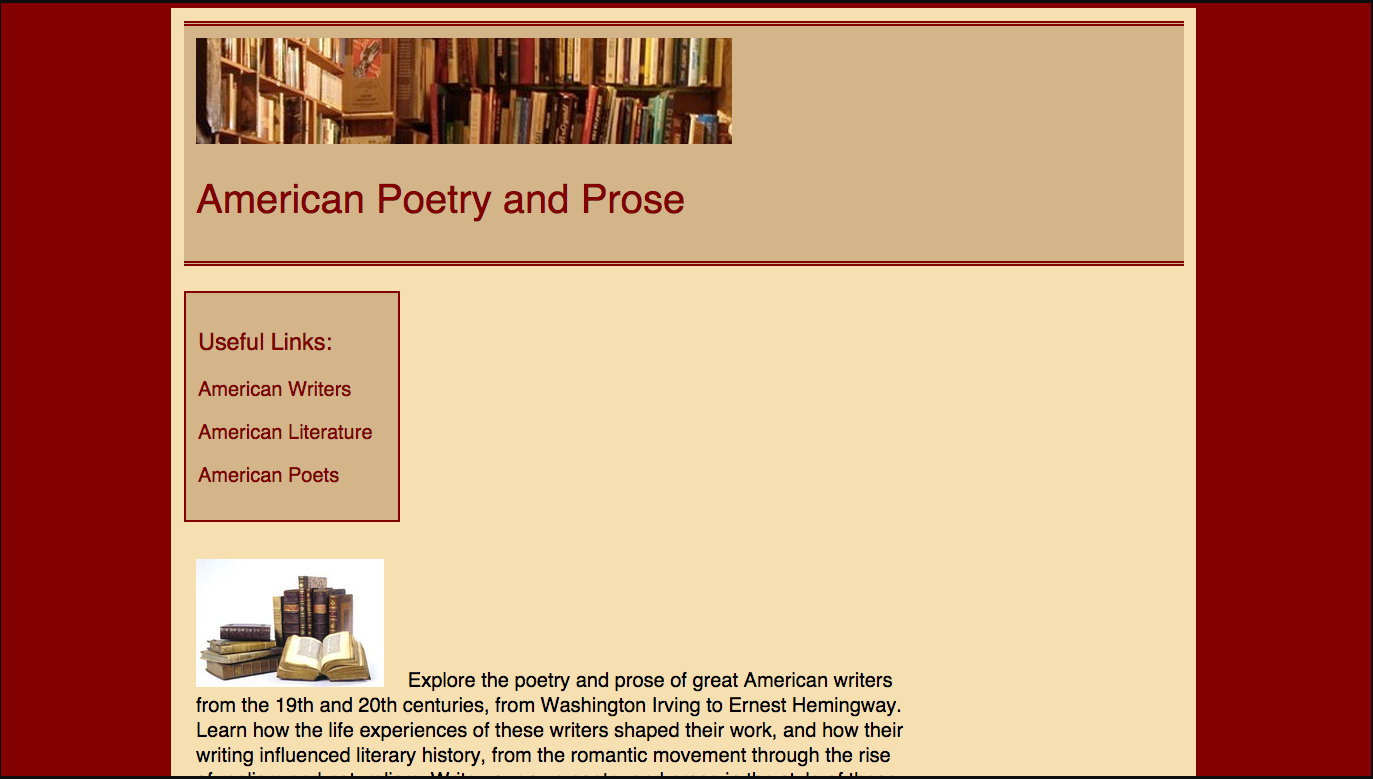 American Poetry and Prose
Useful Links:
American Writers
American Literature
American Poets
Explore the poetry and prose of great American writers
from the 19th and 20th centuries, from Washington Irving to Ernest Hemingway.
Learn how the life experiences of these writers shaped their work, and how their
writing influenced literary history, from the romantic movement through the rise